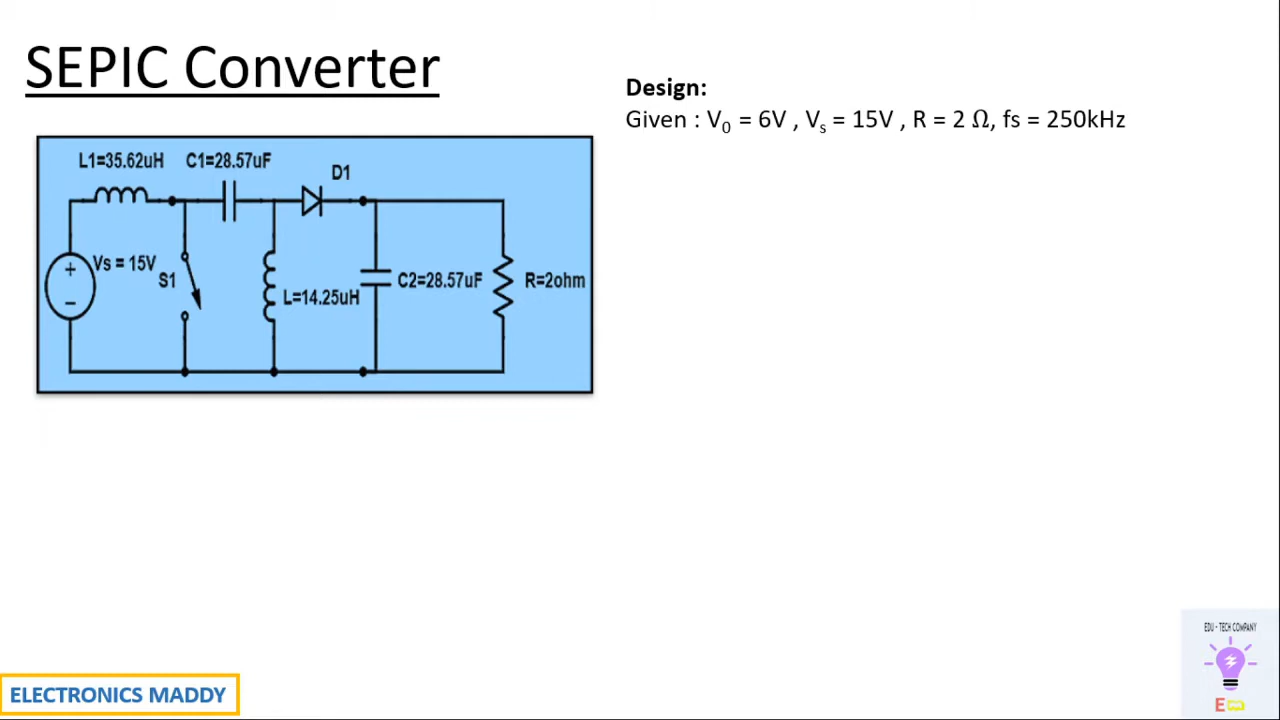 SEPIC Converter
Design:
Given : V₀ = 6V , Vₛ = 15V , R = 2 Ω, fs = 250kHz
L1=35.62uH C1=28.57uF
D1
+
Vs = 15V
S1
−
L=14.25uH
C2=28.57uF
R=2ohm
EDU - TECH COMPANY
E
ELECTRONICS MADDY